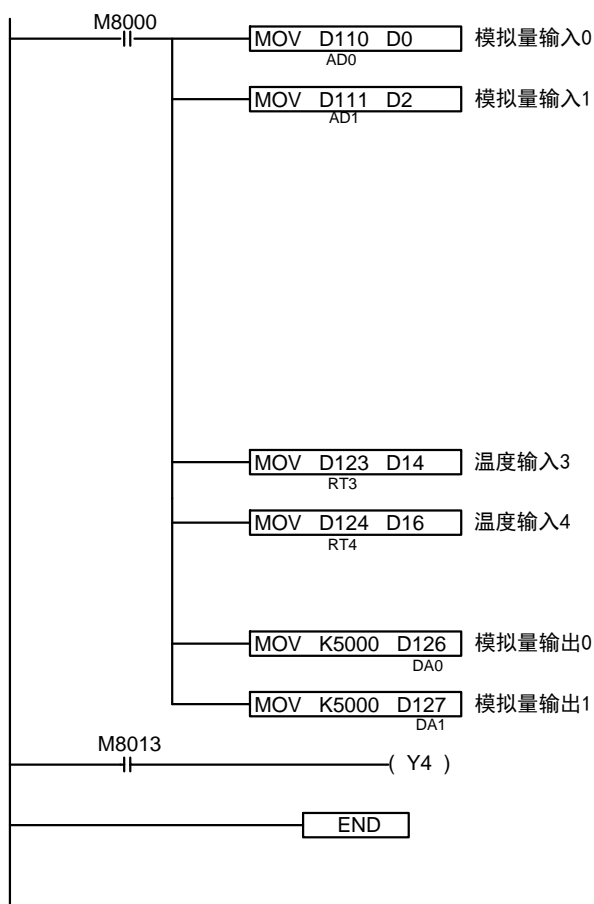 M8000
MOV D110 D0 模拟量输入0
AD0
MOV D111 D2 模拟量输入1
AD1
MOV D123 D14 温度输入3
RT3
MOV D124 D16 温度输入4
RT4
MOV K5000 D126 模拟量输出0
DA0
MOV K5000 D127 模拟量输出1
DA1
M8013
( Y4 )
END